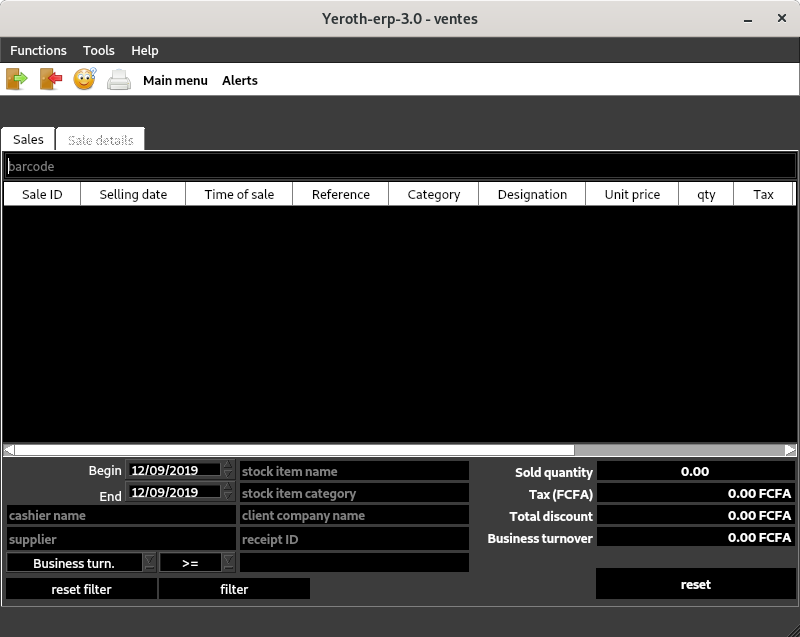 Yeroth-erp-3.0 - ventes
Functions Tools Help
Main menu Alerts
Sales Sale details
barcode
Sale ID Selling date Time of sale Reference Category Designation Unit price qty Tax
Begin 12/09/2019 stock item name Sold quantity 0.00
End 12/09/2019 stock item category Tax (FCFA) 0.00 FCFA
cashier name client company name Total discount 0.00 FCFA
supplier receipt ID Business turnover 0.00 FCFA
Business turn. >=
reset filter filter reset